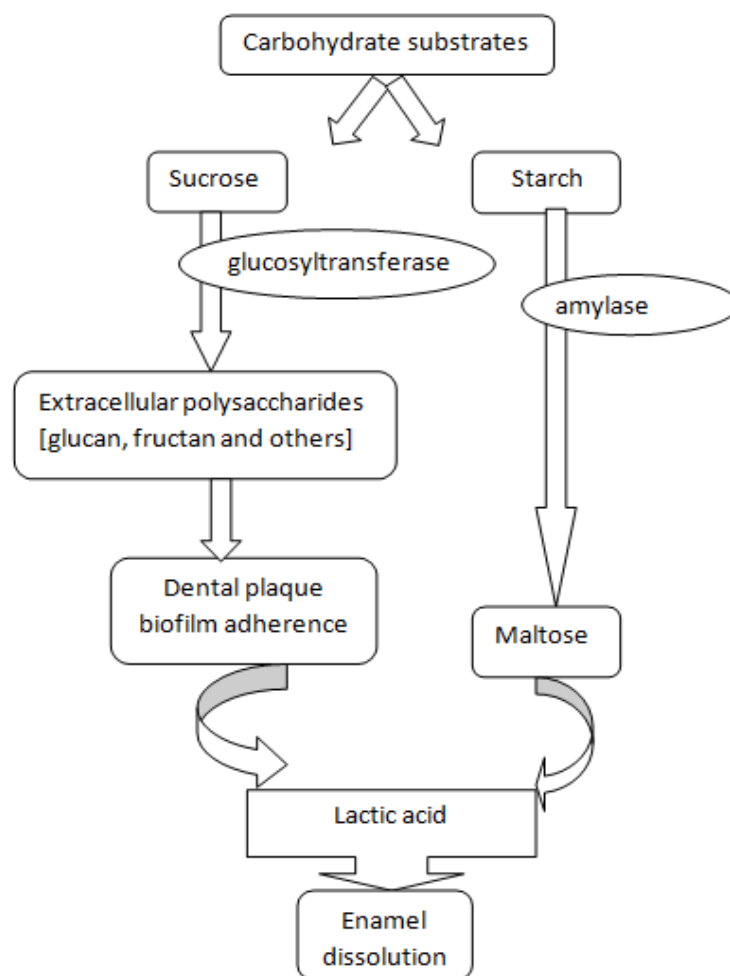 Carbohydrate substrates
Sucrose
Starch
glucosyltransferase
amylase
Extracellular polysaccharides
[glucan, fructan and others]
Dental plaque
biofilm adherence
Maltose
Lactic acid
Enamel
dissolution